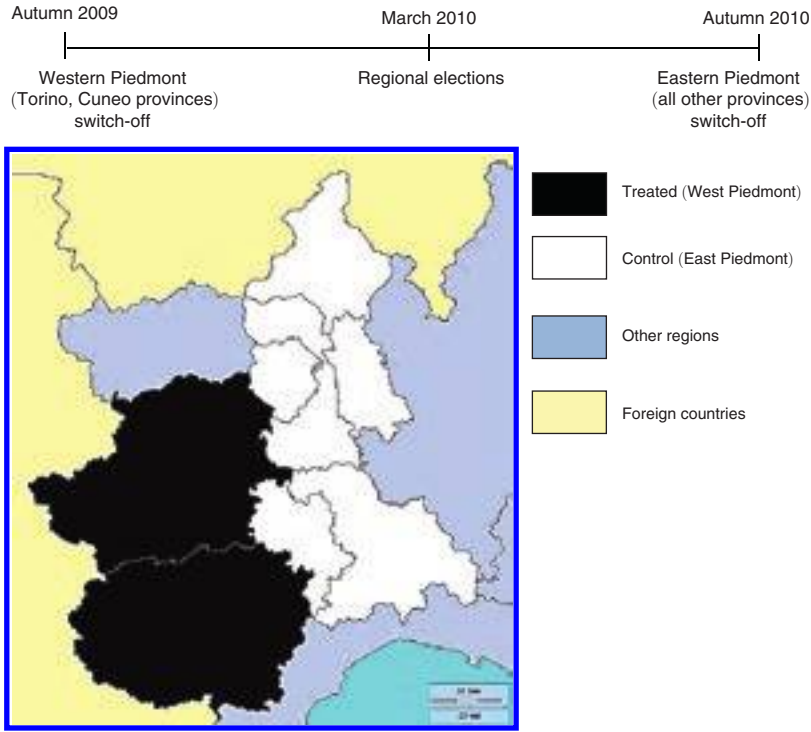 Autumn 2009
March 2010
Autumn 2010
Western Piedmont
(Torino, Cuneo provinces)
switch-off
Regional elections
Eastern Piedmont
(all other provinces)
switch-off
Treated (West Piedmont)
Control (East Piedmont)
Other regions
Foreign countries